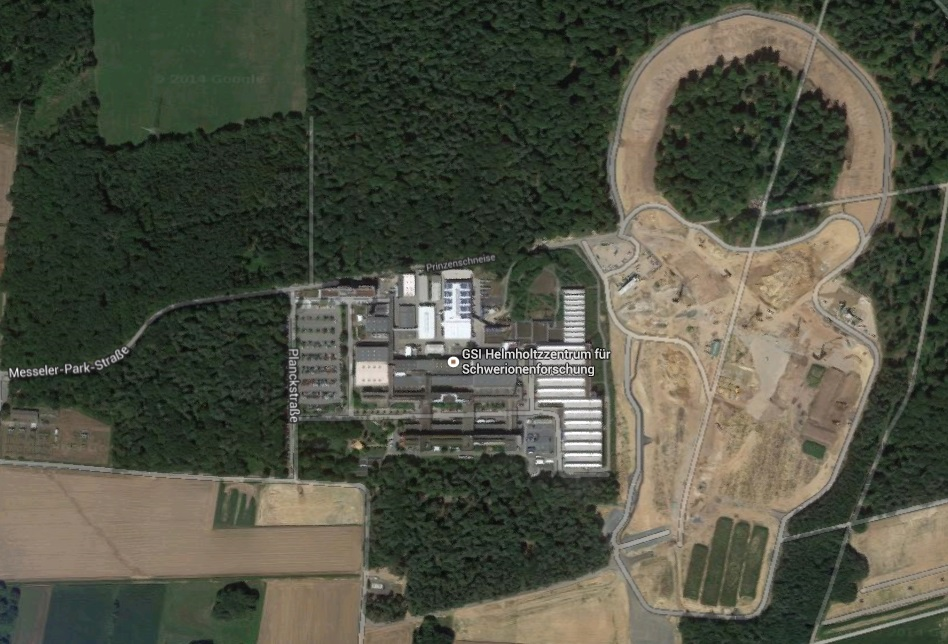 © 2014 Google
Prinzenschneise
GSI Helmholtzzentrum für
Schwerionenforschung
Messeler-Park-Straße
Planckstraße